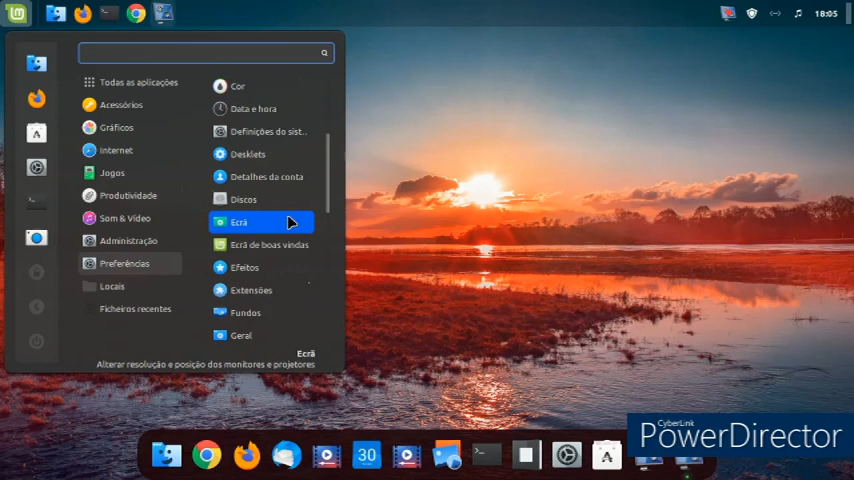 18:05
Todas as aplicações
Acessórios
Gráficos
Internet
Jogos
Produtividade
Som & Vídeo
Administração
Preferências
Locais
Ficheiros recentes
Cor
Data e hora
Definições do sist...
Desklets
Detalhes da conta
Discos
Ecrã
Ecrã de boas vindas
Efeitos
Extensões
Fundos
Geral
Ecrã
Alterar resolução e posição dos monitores e projetores
30
CyberLink
PowerDirector